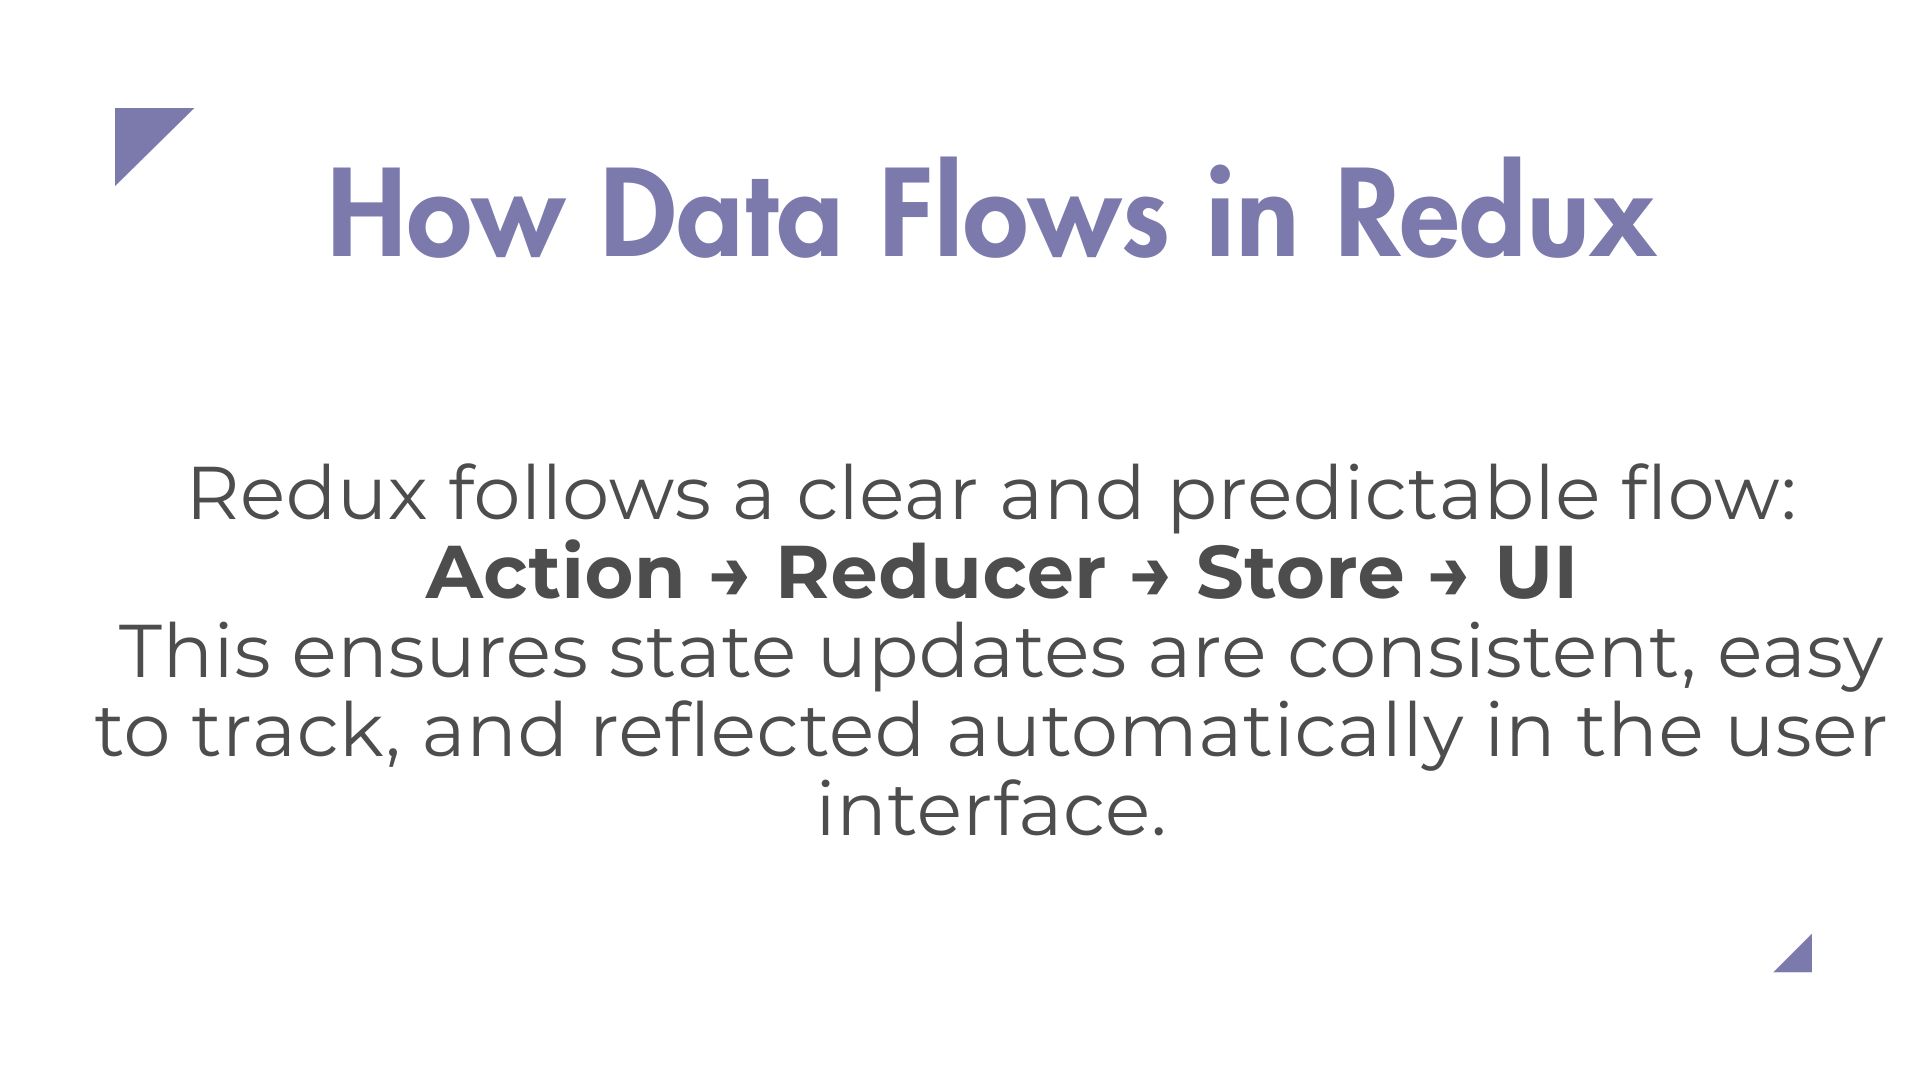 How Data Flows in Redux
Redux follows a clear and predictable flow:
Action → Reducer → Store → UI
This ensures state updates are consistent, easy
to track, and reflected automatically in the user
interface.